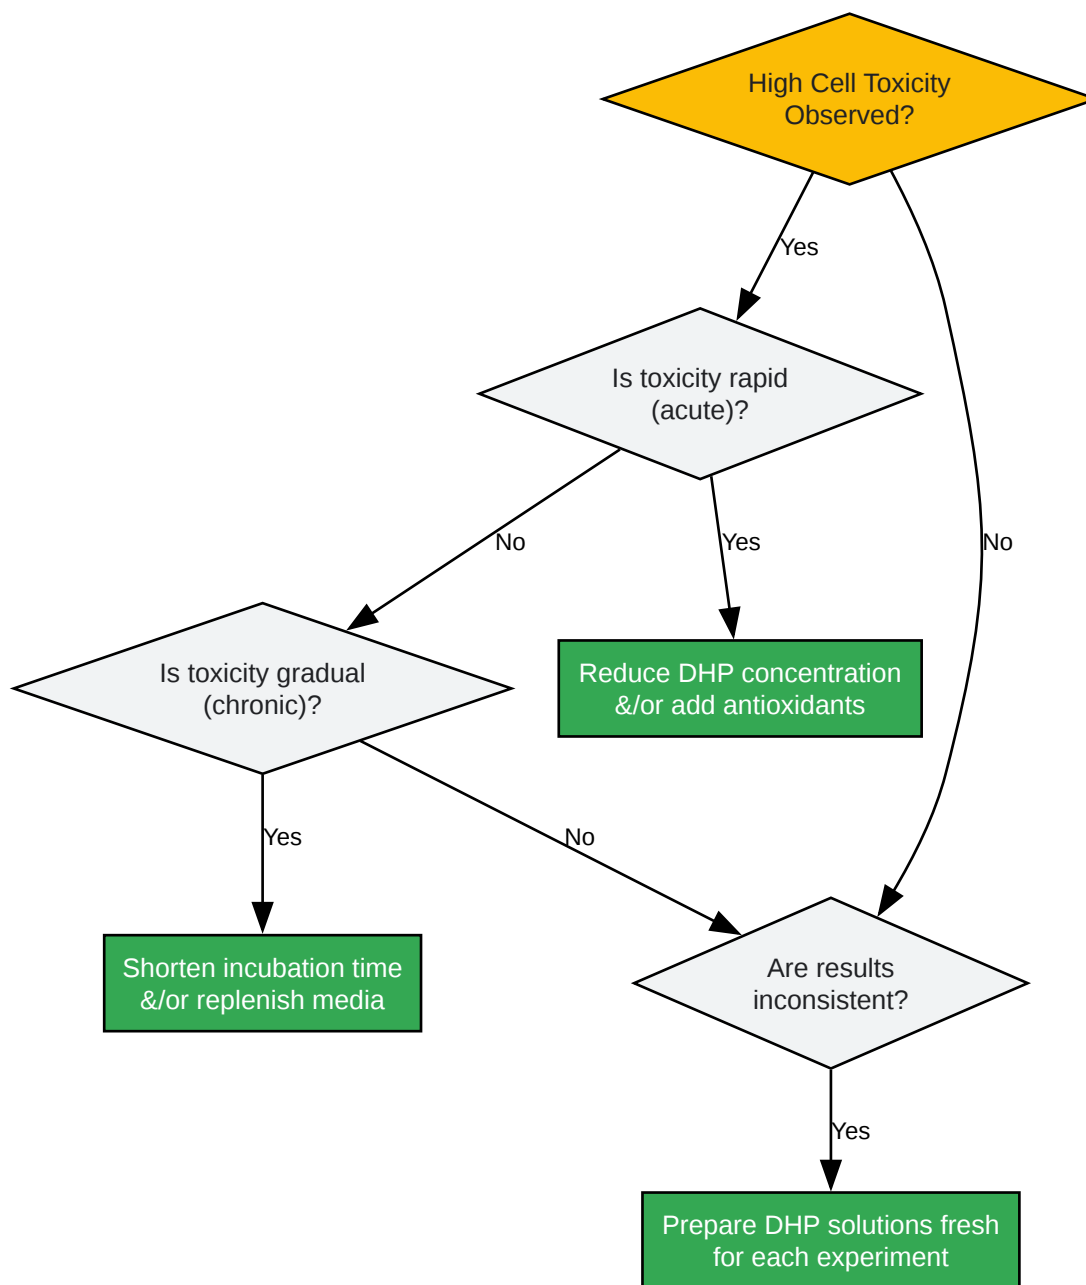 High Cell Toxicity
Observed?
Yes
Is toxicity rapid
(acute)?
No
Yes
No
Is toxicity gradual
(chronic)?
Reduce DHP concentration
&/or add antioxidants
Yes
No
Shorten incubation time
&/or replenish media
Are results
inconsistent?
Yes
Prepare DHP solutions fresh
for each experiment